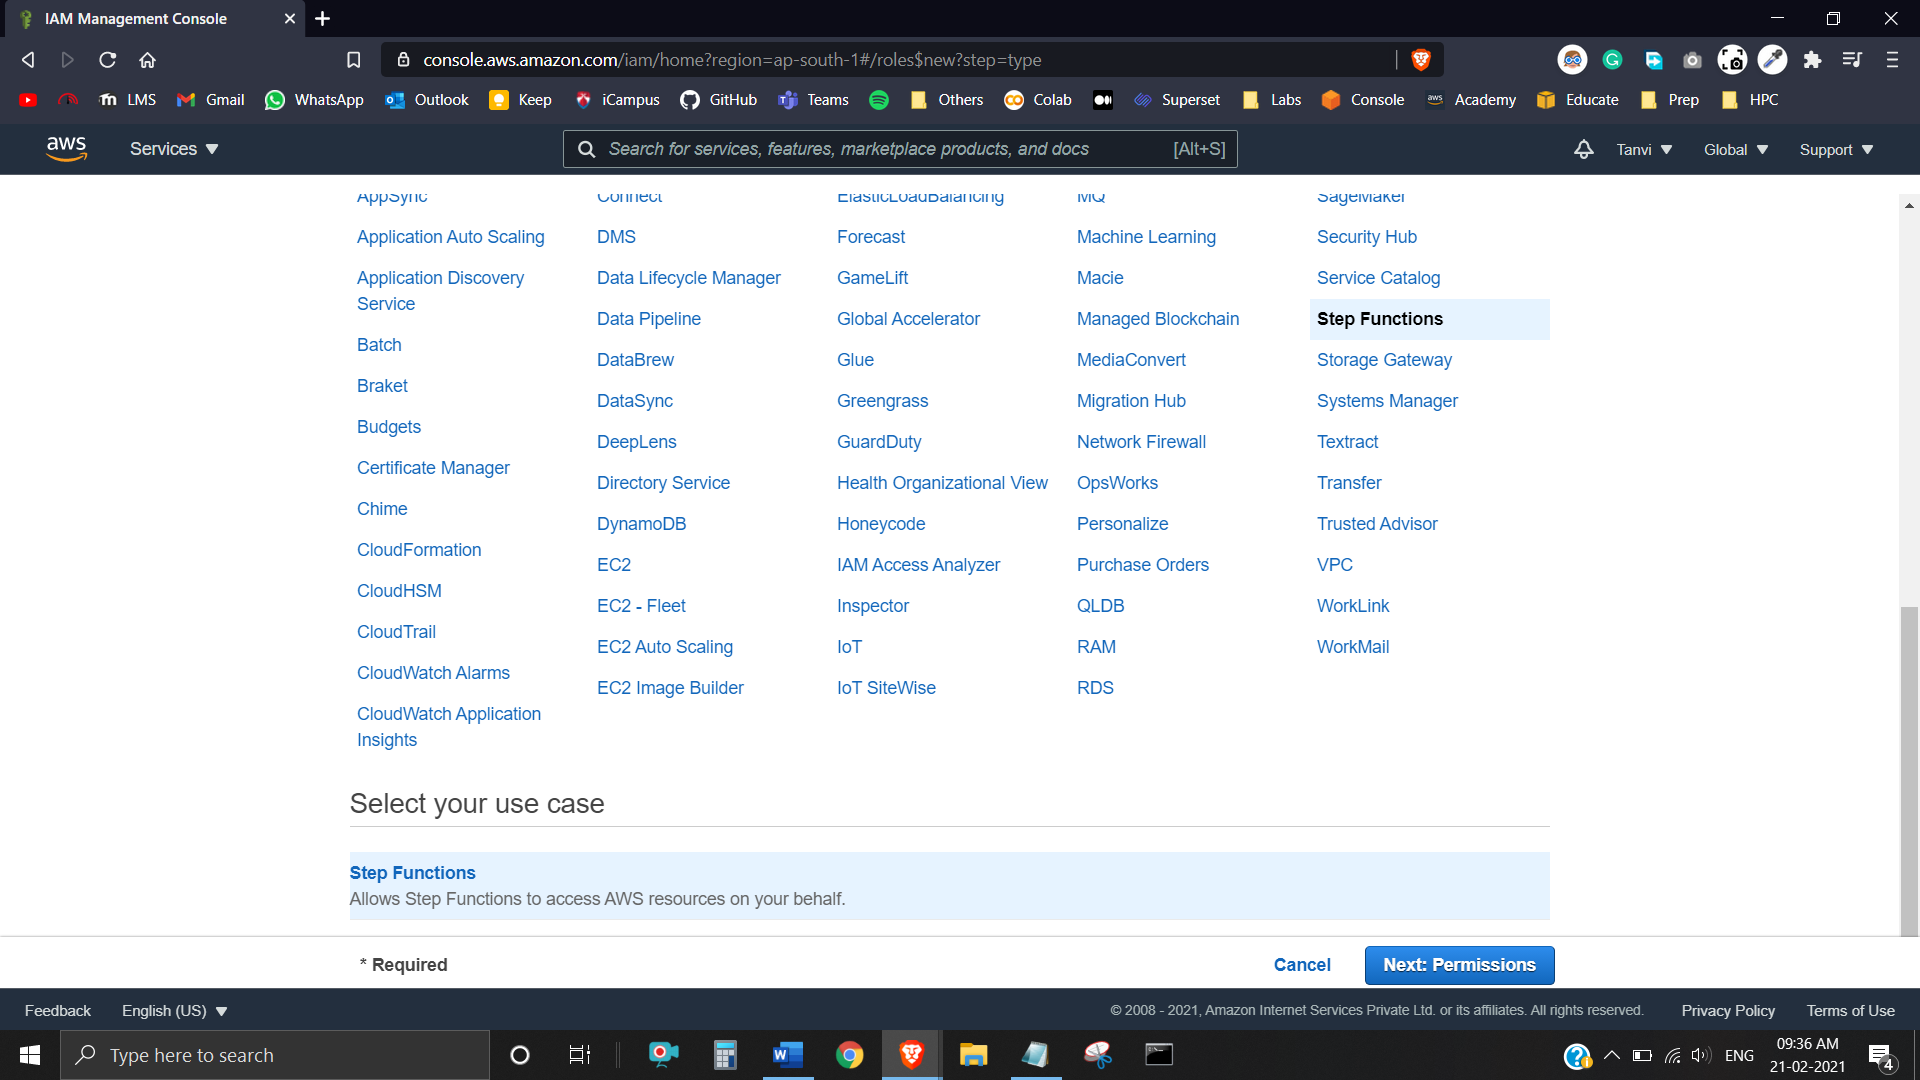 IAM Management Console
console.aws.amazon.com/iam/home?region=ap-south-1#/roles$new?step=type
LMS Gmail WhatsApp Outlook Keep iCampus GitHub Teams Others Colab Superset Labs Console aws Academy Educate Prep HPC
aws Services Search for services, features, marketplace products, and docs [Alt+S] Tanvi Global Support
AppSync Connect ElasticLoadBalancing MQ SageMaker
Application Auto Scaling DMS Forecast Machine Learning Security Hub
Application Discovery Data Lifecycle Manager GameLift Macie Service Catalog
Service
Data Pipeline Global Accelerator Managed Blockchain Step Functions
Batch
DataBrew Glue MediaConvert Storage Gateway
Braket
DataSync Greengrass Migration Hub Systems Manager
Budgets
DeepLens GuardDuty Network Firewall Textract
Certificate Manager
Directory Service Health Organizational View OpsWorks Transfer
Chime
DynamoDB Honeycode Personalize Trusted Advisor
CloudFormation
EC2 IAM Access Analyzer Purchase Orders VPC
CloudHSM
EC2 - Fleet Inspector QLDB WorkLink
CloudTrail
EC2 Auto Scaling IoT RAM WorkMail
CloudWatch Alarms
EC2 Image Builder IoT SiteWise RDS
CloudWatch Application
Insights
Select your use case
Step Functions
Allows Step Functions to access AWS resources on your behalf.
* Required Cancel Next: Permissions
Feedback English (US) © 2008 - 2021, Amazon Internet Services Private Ltd. or its affiliates. All rights reserved. Privacy Policy Terms of Use
Type here to search ENG 09:36 AM
21-02-2021 4